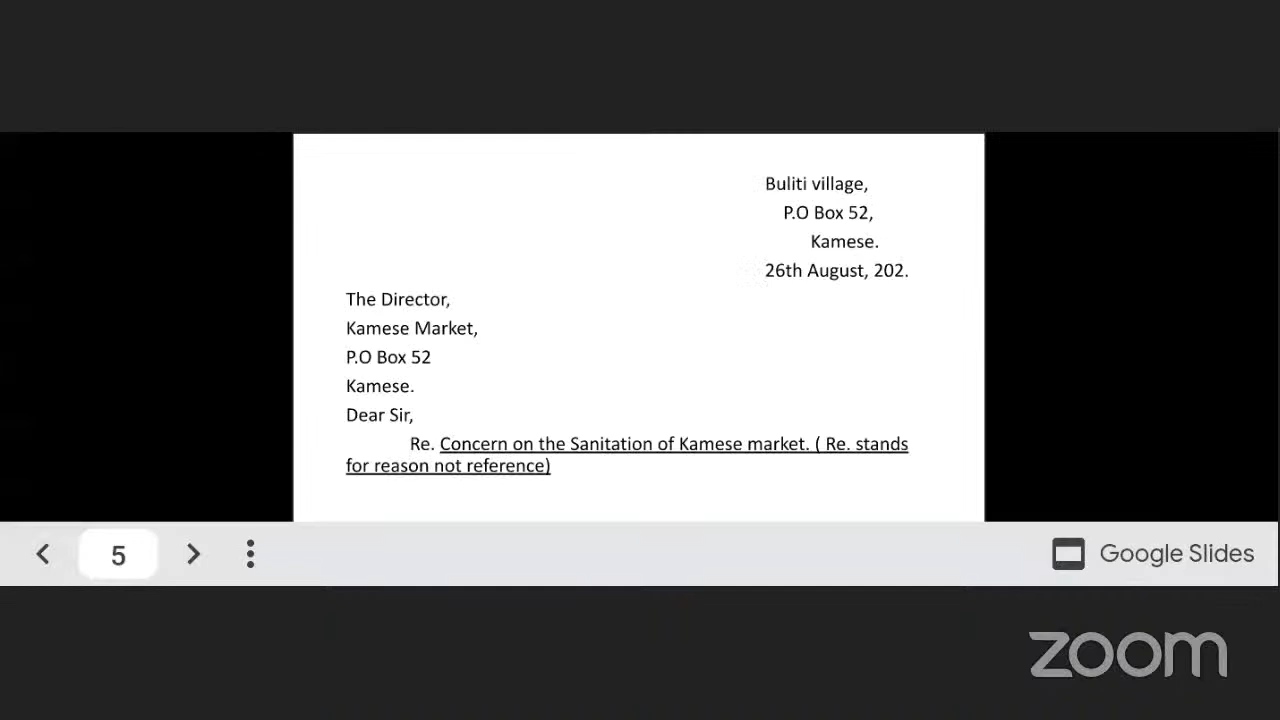 Buliti village,
P.O Box 52,
Kamese.
26th August, 202.
The Director,
Kamese Market,
P.O Box 52
Kamese.
Dear Sir,
Re. Concern on the Sanitation of Kamese market. ( Re. stands
for reason not reference)
5
Google Slides
zoom